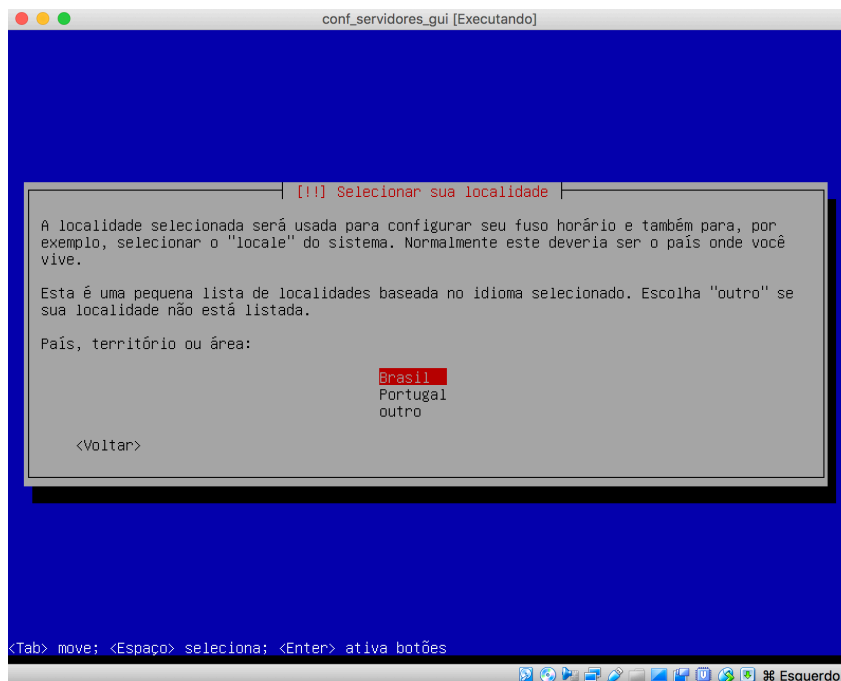 conf_servidores_gui [Executando]
[!!] Selecionar sua localidade
A localidade selecionada será usada para configurar seu fuso horário e também para, por
exemplo, selecionar o "locale" do sistema. Normalmente este deveria ser o país onde você
vive.
Esta é uma pequena lista de localidades baseada no idioma selecionado. Escolha "outro" se
sua localidade não está listada.
País, território ou área:
Brasil
Portugal
outro
<Voltar>
<Tab> move; <Espaço> seleciona; <Enter> ativa botões
⌘ Esquerdo